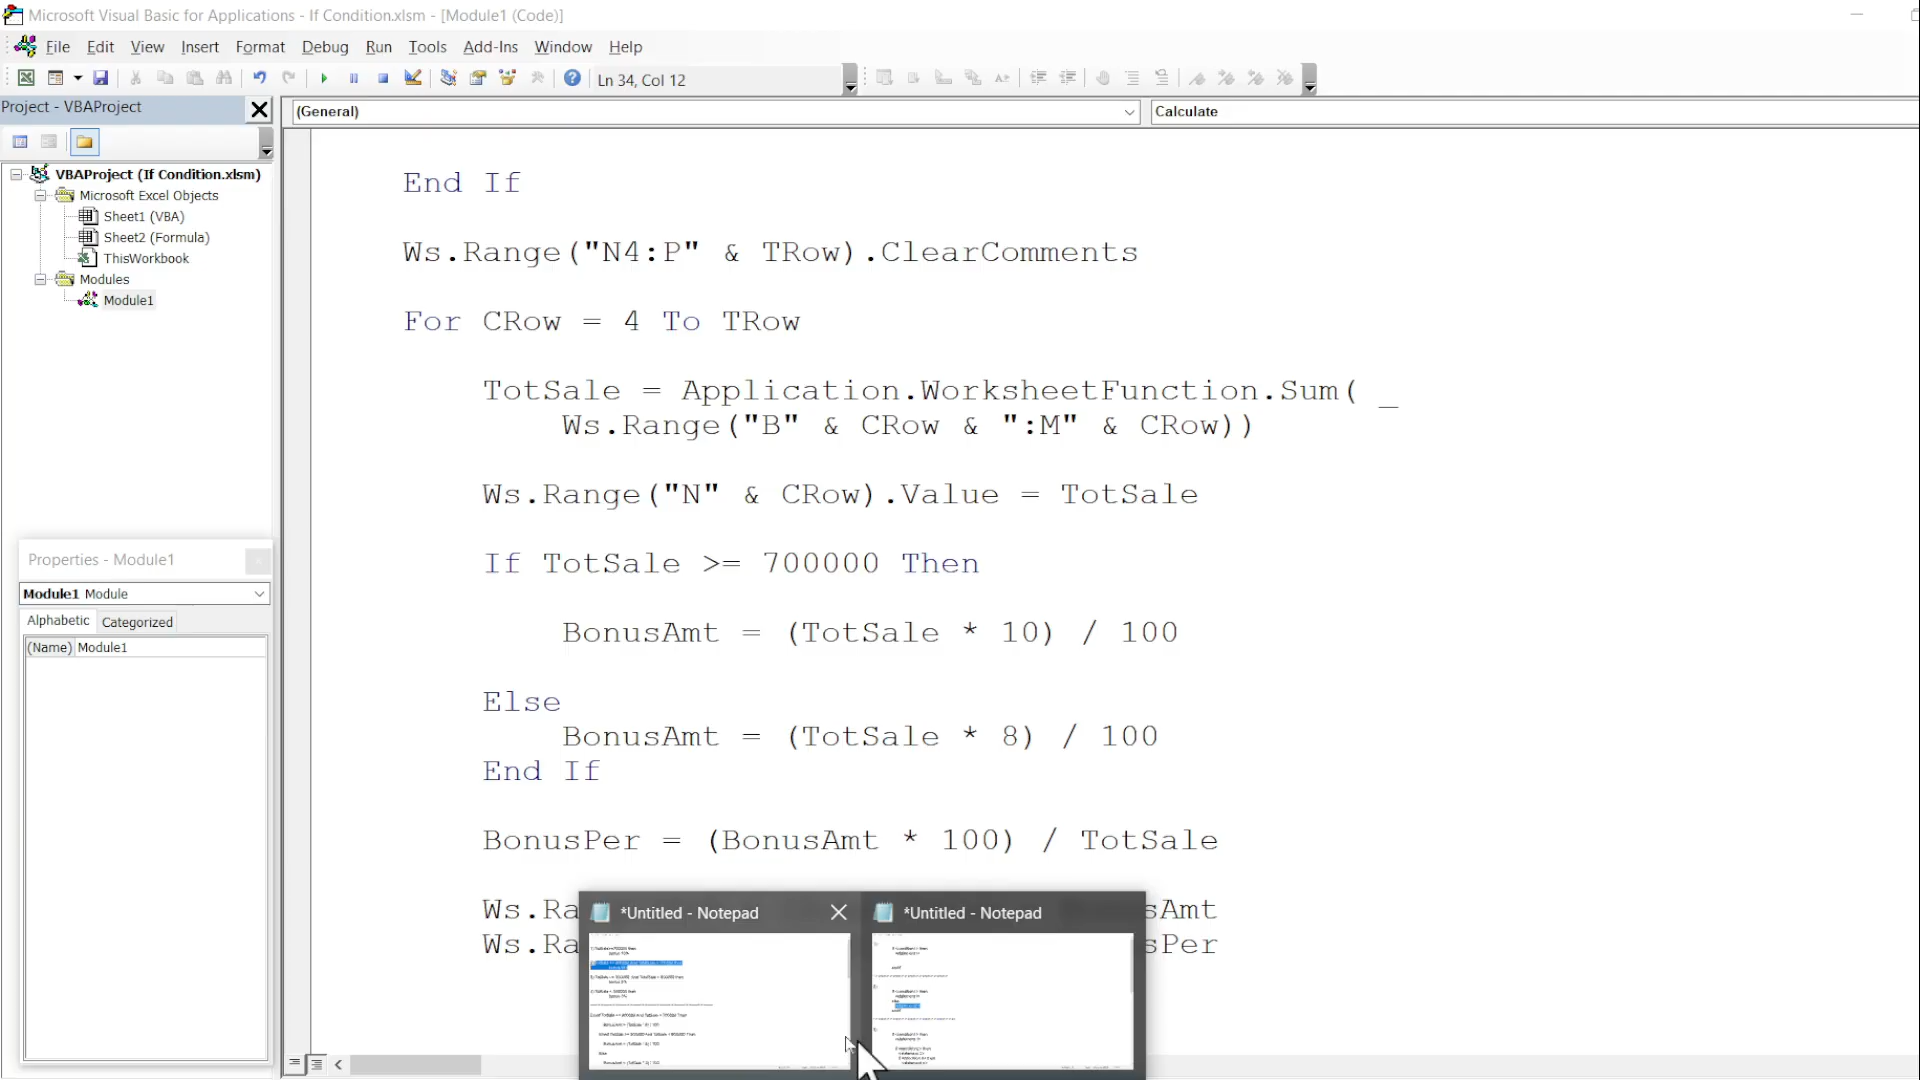 Microsoft Visual Basic for Applications - If Condition.xlsm - [Module1 (Code)]
File Edit View Insert Format Debug Run Tools Add-Ins Window Help
Ln 34, Col 12
Project - VBAProject
(General)
Calculate
VBAProject (If Condition.xlsm)
Microsoft Excel Objects
Sheet1 (VBA)
Sheet2 (Formula)
ThisWorkbook
Modules
Module1
Properties - Module1
Module1 Module
Alphabetic Categorized
(Name) Module1
End If
Ws.Range("N4:P" & TRow).ClearComments
For CRow = 4 To TRow
TotSale = Application.WorksheetFunction.Sum( _
Ws.Range("B" & CRow & ":M" & CRow))
Ws.Range("N" & CRow).Value = TotSale
If TotSale >= 700000 Then
BonusAmt = (TotSale * 10) / 100
Else
BonusAmt = (TotSale * 8) / 100
End If
BonusPer = (BonusAmt * 100) / TotSale
Ws.Ra sAmt
Ws.Ra sPer
*Untitled - Notepad
*Untitled - Notepad